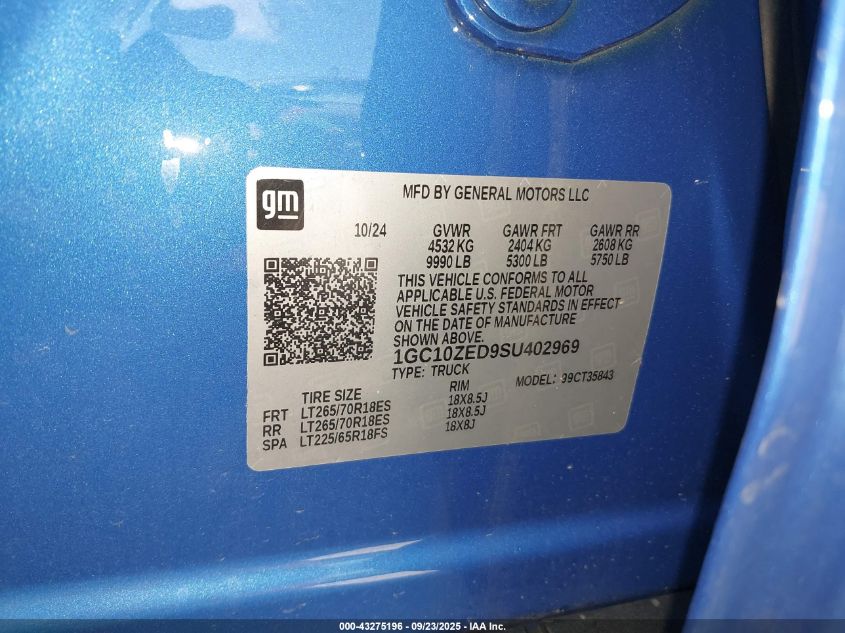 gm
MFD BY GENERAL MOTORS LLC
10/24 GVWR GAWR FRT GAWR RR
4532 KG 2404 KG 2608 KG
9990 LB 5300 LB 5750 LB
THIS VEHICLE CONFORMS TO ALL
APPLICABLE U.S. FEDERAL MOTOR
VEHICLE SAFETY STANDARDS IN EFFECT
ON THE DATE OF MANUFACTURE
1GC10ZED9SU402969
TYPE: TRUCK MODEL: 99CT35843
TIRE SIZE RIM
FRT LT265/70R18ES 18X8.5J
RR LT265/70R18ES 18X8.5J
SPA LT225/65R18FS 18X8J
000-43275196 - 09/23/2025 - IAA Inc.